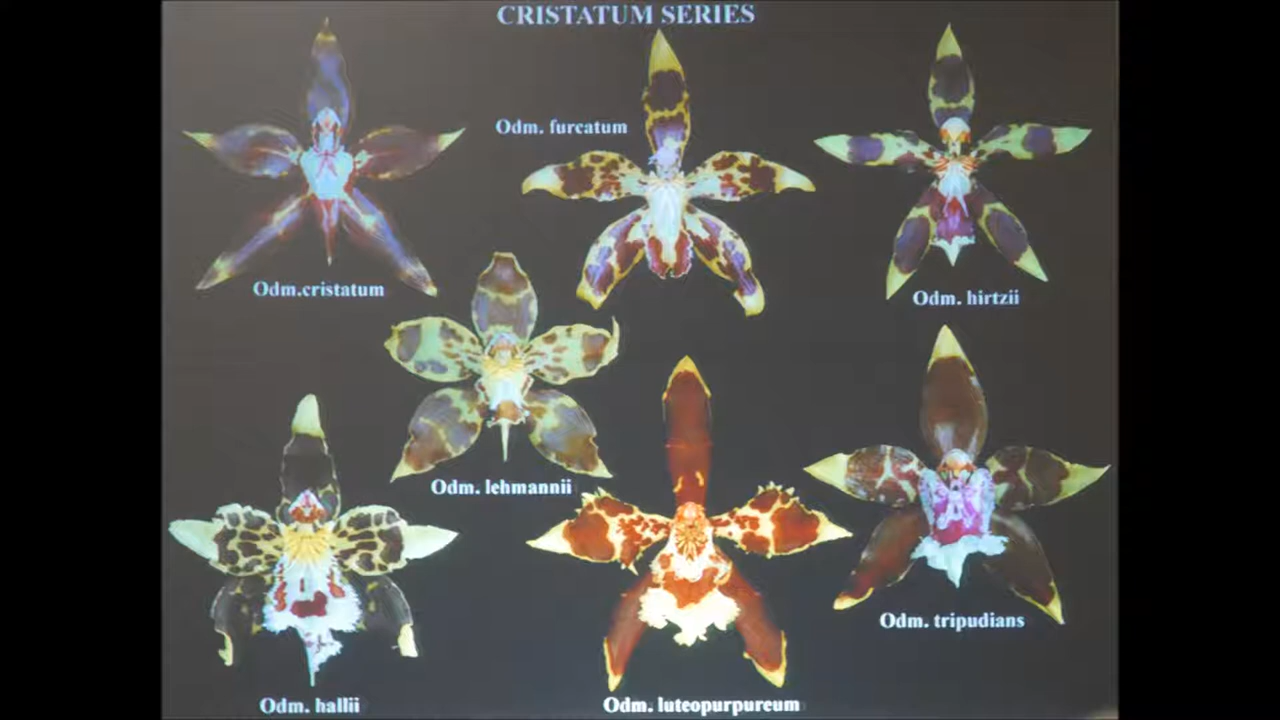 CRISTATUM SERIES
Odm. furcatum
Odm.cristatum
Odm. hirtzii
Odm. lehmannii
Odm. tripudians
Odm. hallii
Odm. luteopurpureum